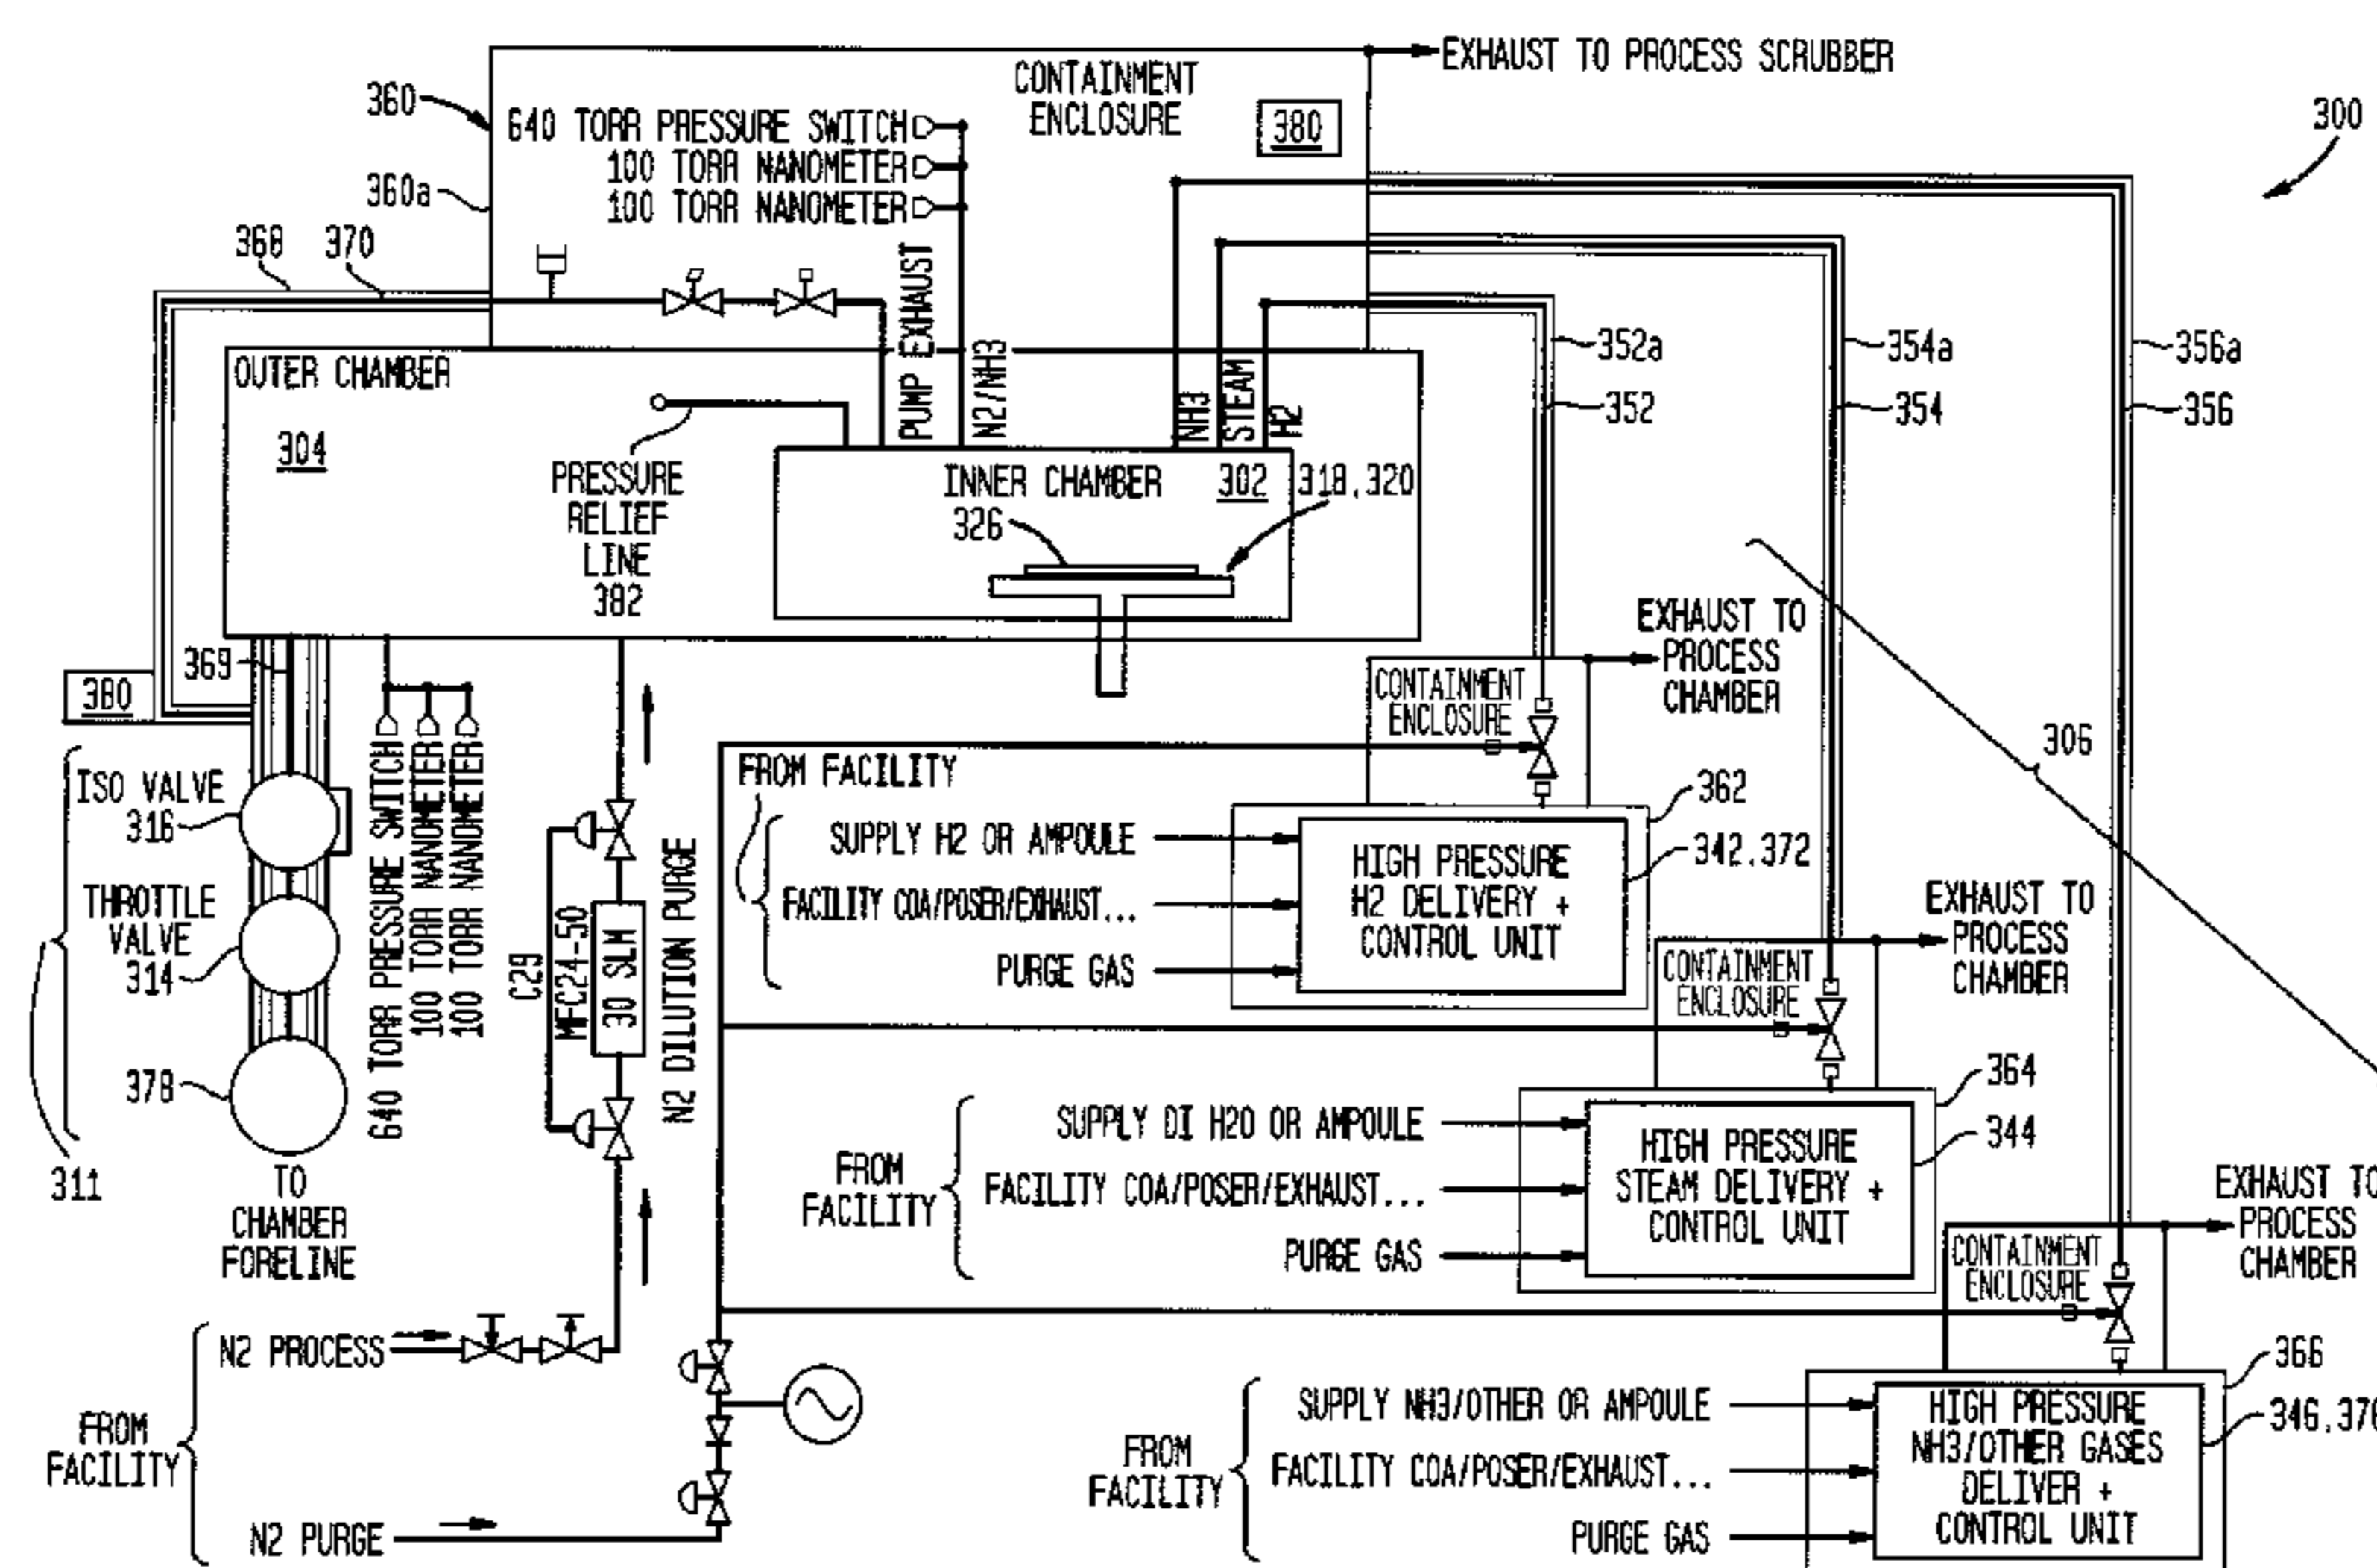 EXHAUST TO PROCESS SCRUBBER
CONTAINMENT
ENCLOSURE
360
640 TORR PRESSURE SWITCH
380
300
100 TORR NANOMETER
360a
100 TORR NANOMETER
368
370
PUMP EXHAUST
N2/NH3
NH3
STEAM
H2
352a
354a
356a
352
354
356
OUTER CHAMBER
304
PRESSURE
RELIEF
LINE
382
INNER CHAMBER
302
318,320
326
EXHAUST TO
PROCESS
CHAMBER
369
380
CONTAINMENT
ENCLOSURE
306
ISO VALVE
316
THROTTLE
VALVE
314
378
311
TO
CHAMBER
FORELINE
640 TORR PRESSURE SWITCH
100 TORR NANOMETER
100 TORR NANOMETER
C29
MFC24-50
30 SLM
N2 DILUTION PURGE
FROM FACILITY
SUPPLY H2 OR AMPOULE
FACILITY COA/POSER/EXHAUST...
PURGE GAS
HIGH PRESSURE
H2 DELIVERY +
CONTROL UNIT
362
342,372
EXHAUST TO
PROCESS
CHAMBER
CONTAINMENT
ENCLOSURE
FROM
FACILITY
SUPPLY DI H2O OR AMPOULE
FACILITY COA/POSER/EXHAUST...
PURGE GAS
HIGH PRESSURE
STEAM DELIVERY +
CONTROL UNIT
364
344
EXHAUST TO
PROCESS
CHAMBER
CONTAINMENT
ENCLOSURE
FROM
FACILITY
N2 PROCESS
N2 PURGE
FROM
FACILITY
SUPPLY NH3/OTHER OR AMPOULE
FACILITY COA/POSER/EXHAUST...
PURGE GAS
HIGH PRESSURE
NH3/OTHER GASES
DELIVER +
CONTROL UNIT
366
346,376